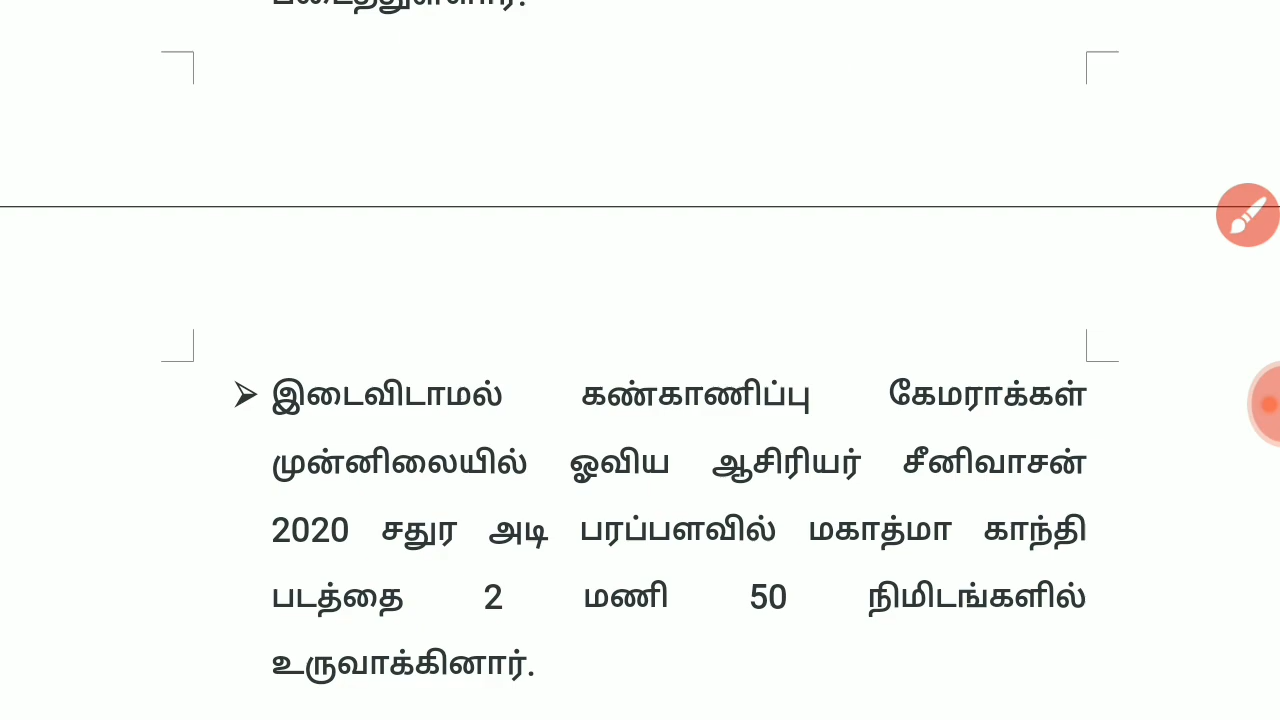 படைத்துள்ளார்.
➢ இடைவிடாமல் கண்காணிப்பு கேமராக்கள்
முன்னிலையில் ஓவிய ஆசிரியர் சீனிவாசன்
2020 சதுர அடி பரப்பளவில் மகாத்மா காந்தி
படத்தை 2 மணி 50 நிமிடங்களில்
உருவாக்கினார்.